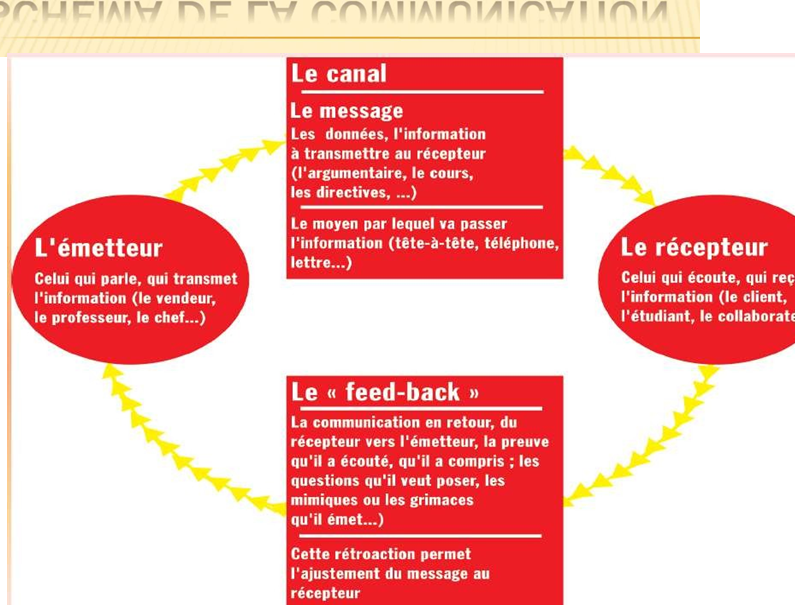 SCHEMA DE LA COMMUNICATION
Le canal
Le message
Les données, l'information
à transmettre au récepteur
(l'argumentaire, le cours,
les directives, ...)
Le moyen par lequel va passer
l'information (tête-à-tête, téléphone,
lettre...)
L'émetteur
Celui qui parle, qui transmet
l'information (le vendeur,
le professeur, le chef...)
Le récepteur
Celui qui écoute, qui
l'information (le client,
l'étudiant, le
Le « feed-back »
La communication en retour, du
récepteur vers l'émetteur, la preuve
qu'il a écouté, qu'il a compris ; les
questions qu'il veut poser, les
mimiques ou les grimaces
qu'il émet...)
Cette rétroaction permet
l'ajustement du message au
récepteur